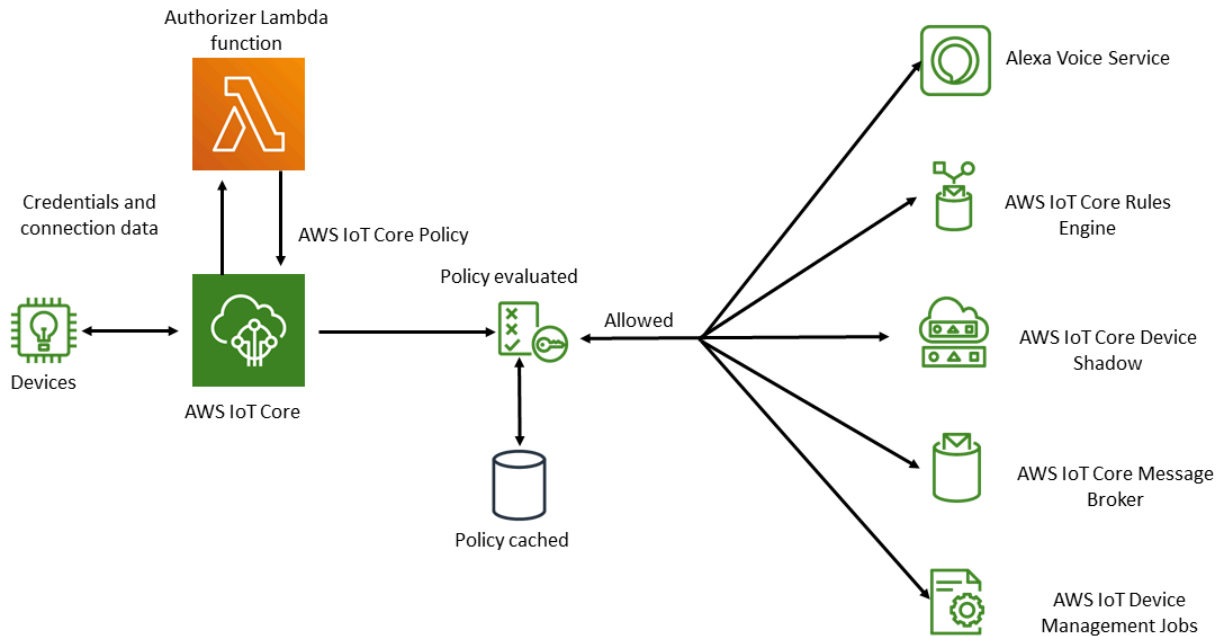 Authorizer Lambda
function
Credentials and
connection data
AWS IoT Core Policy
Devices
AWS IoT Core
Policy evaluated
Allowed
Policy cached
Alexa Voice Service
AWS IoT Core Rules
Engine
AWS IoT Core Device
Shadow
AWS IoT Core Message
Broker
AWS IoT Device
Management Jobs